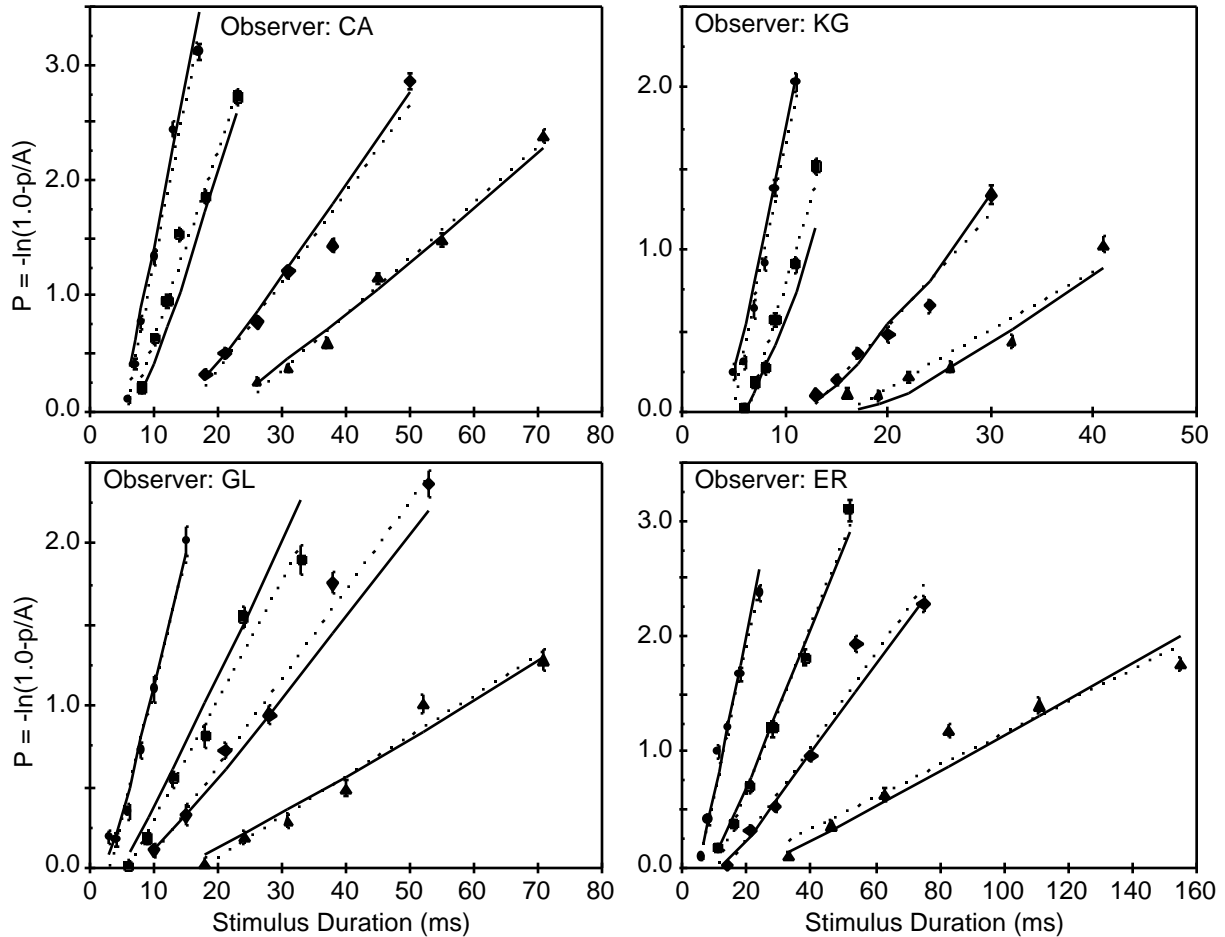 Observer: CA
P = -ln(1.0-p/A)
3.0
2.0
1.0
0.0
0 10 20 30 40 50 60 70 80
Observer: KG
2.0
1.0
0.0
0 10 20 30 40 50
Observer: GL
P = -ln(1.0-p/A)
2.0
1.0
0.0
0 10 20 30 40 50 60 70 80
Stimulus Duration (ms)
Observer: ER
3.0
2.0
1.0
0.0
0 20 40 60 80 100 120 140 160
Stimulus Duration (ms)